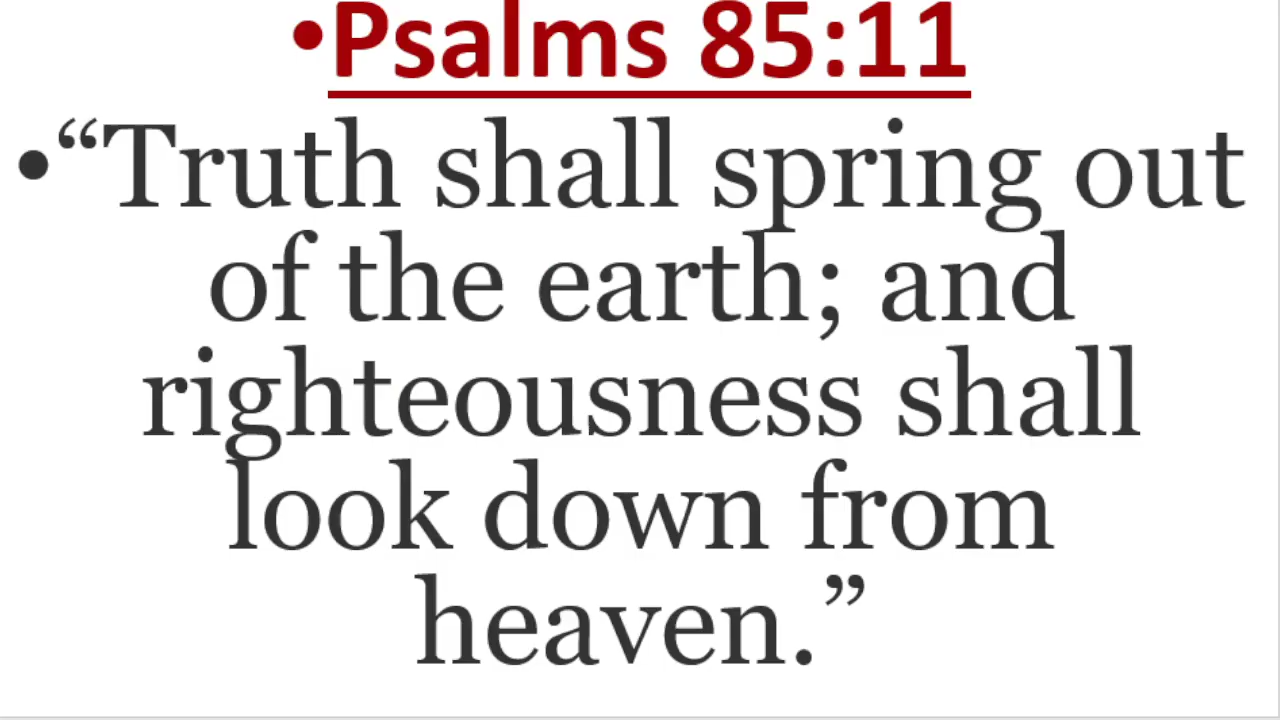 •Psalms 85:11
•“Truth shall spring out
of the earth; and
righteousness shall
look down from
heaven.”